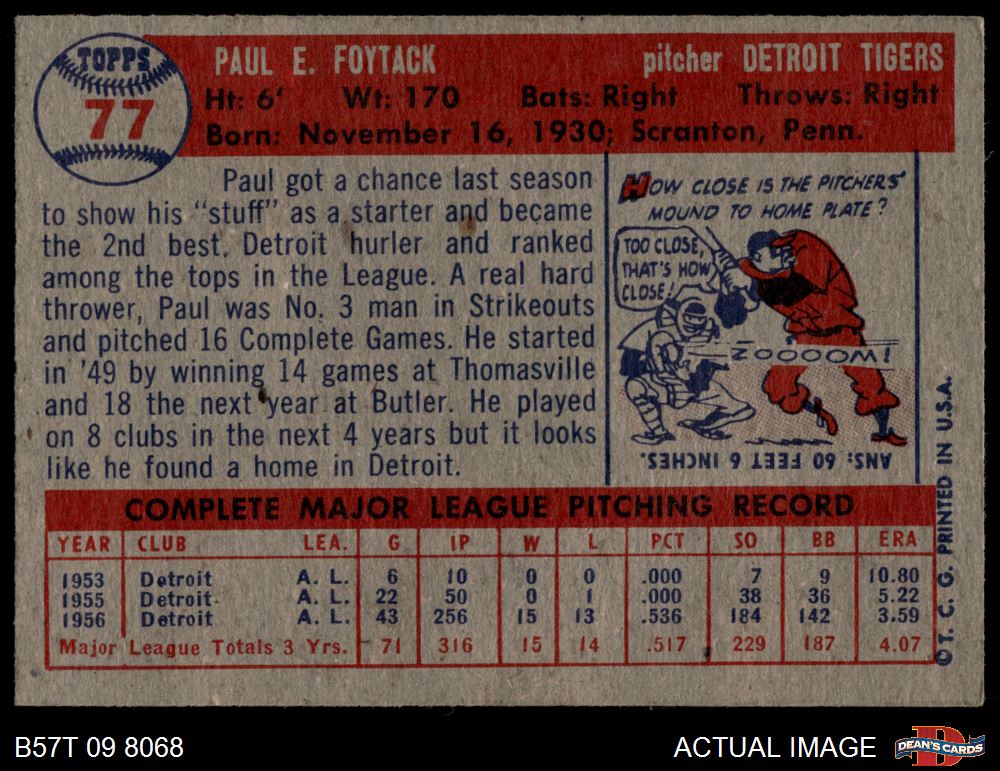 TOPPS
77
PAUL E. FOYTACK pitcher DETROIT TIGERS
Ht: 6' Wt: 170 Bats: Right Throws: Right
Born: November 16, 1930; Scranton, Penn.
Paul got a chance last season
to show his "stuff" as a starter and became
the 2nd best. Detroit hurler and ranked
among the tops in the League. A real hard
thrower, Paul was No. 3 man in Strikeouts
and pitched 16 Complete Games. He started
in '49 by winning 14 games at Thomasville
and 18 the next year at Butler. He played
on 8 clubs in the next 4 years but it looks
like he found a home in Detroit.
HOW CLOSE IS THE PITCHERS'
MOUND TO HOME PLATE?
TOO CLOSE,
THAT'S HOW
CLOSE!
ZOOOOOM!
ANS: 60 FEET 6 INCHES.
COMPLETE MAJOR LEAGUE PITCHING RECORD
YEAR CLUB LEA. G IP W L PCT SO BB ERA
1953 Detroit A. L. 6 10 0 0 .000 7 9 10.80
1955 Detroit A. L. 22 50 0 1 .000 38 36 5.22
1956 Detroit A. L. 43 256 15 13 .536 184 142 3.59
Major League Totals 3 Yrs. 71 316 15 14 .517 229 187 4.07
©T. C. G. PRINTED IN U.S.A.
B57T 09 8068 ACTUAL IMAGE DEAN'S CARDS